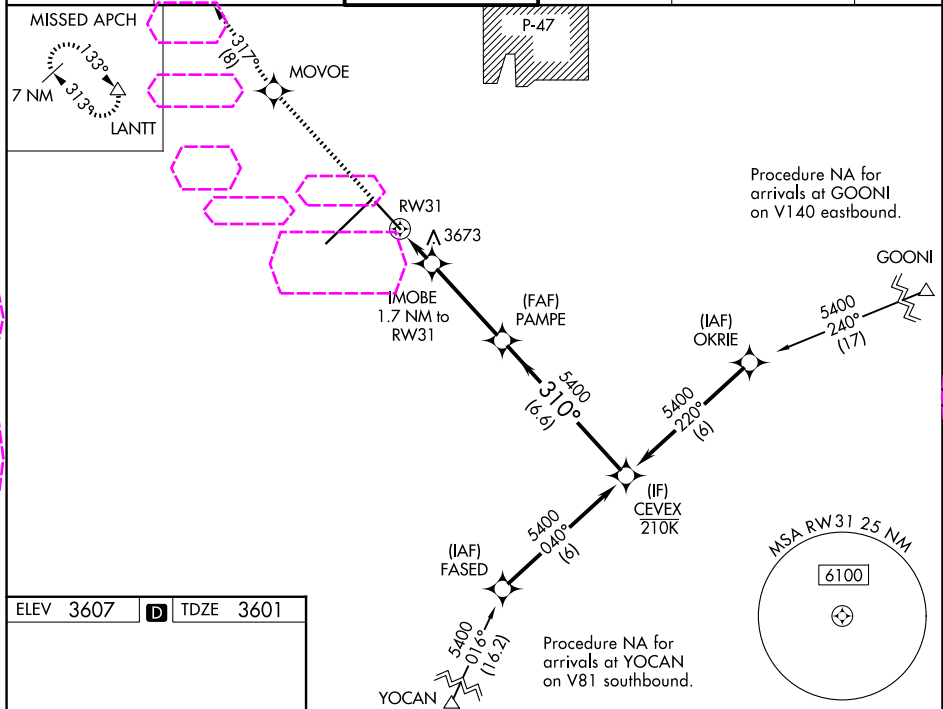 MISSED APCH
133°
313°
7 NM
LANTT
317°
(8)
MOVOE
P-47
RW31
3673
IMOBE
1.7 NM to
RW31
(FAF)
PAMPE
5400
310°
(6.6)
Procedure NA for
arrivals at GOONI
on V140 eastbound.
GOONI
5400
240°
(17)
(IAF)
OKRIE
5400
220°
(6)
(IF)
CEVEX
210K
5400
040°
(6)
(IAF)
FASED
5400
016°
(16.2)
YOCAN
Procedure NA for
arrivals at YOCAN
on V81 southbound.
MSA RW31 25 NM
6100
ELEV 3607 D TDZE 3601